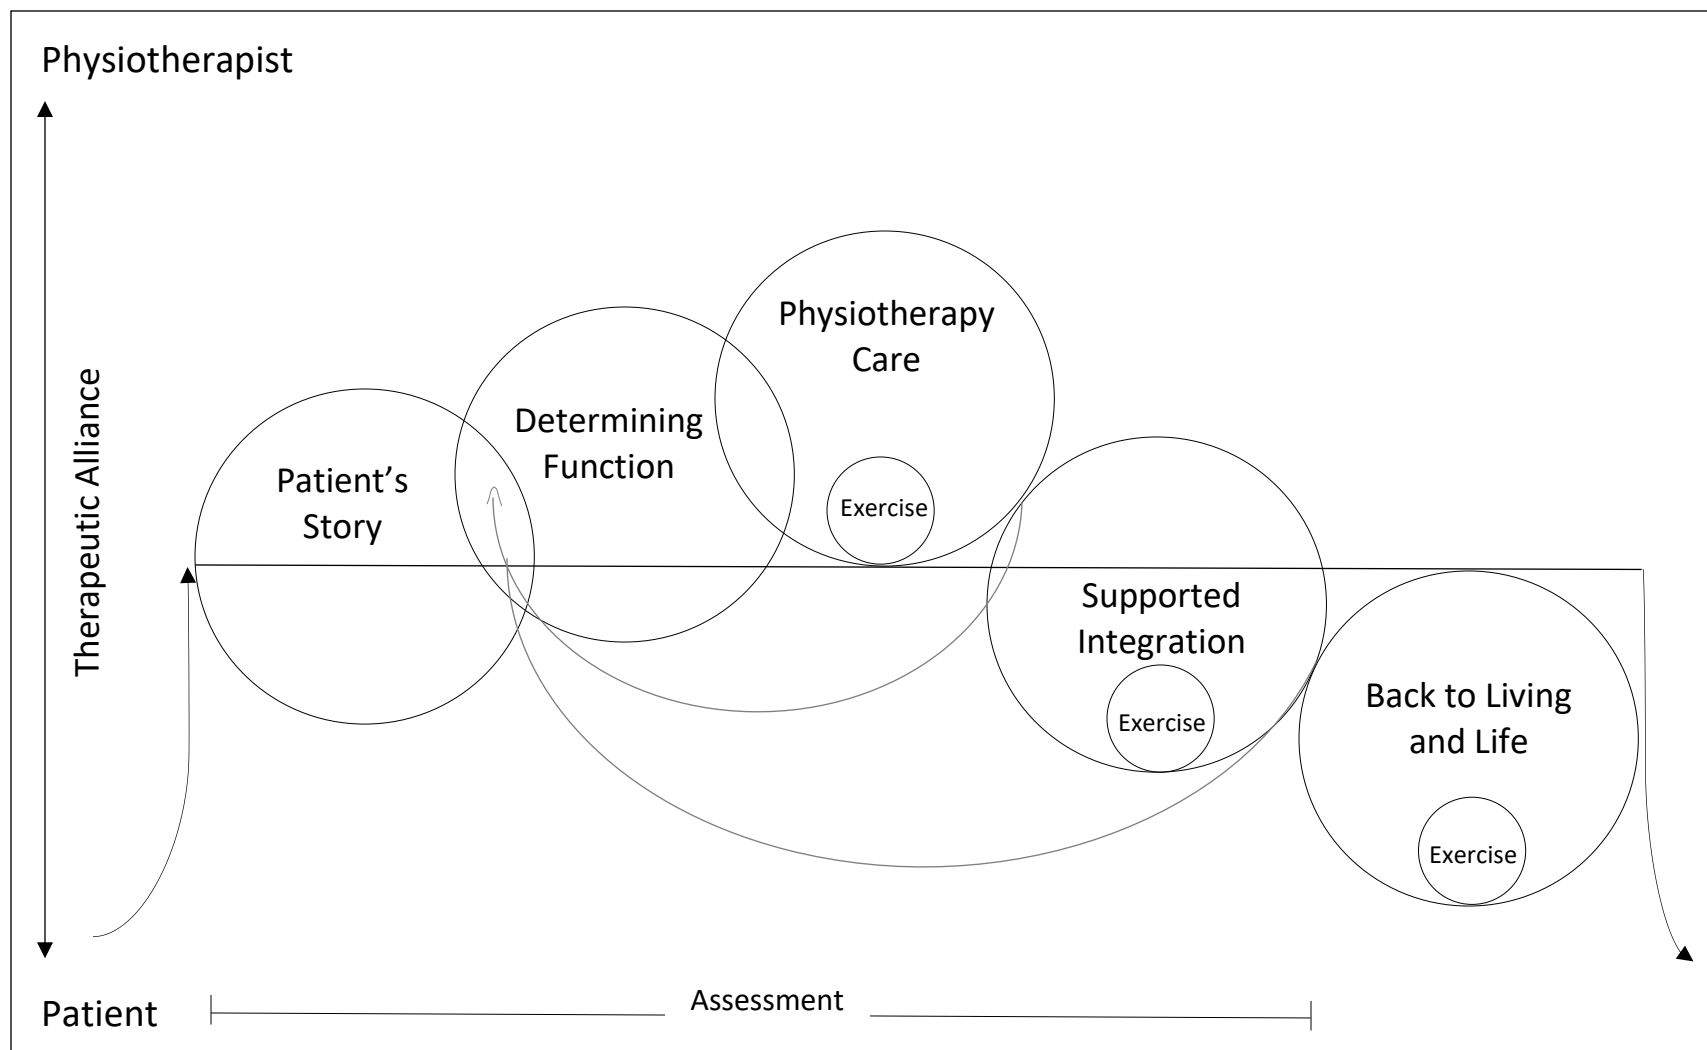 Physiotherapist
Therapeutic Alliance
Patient's
Story
Determining
Function
Physiotherapy
Care
Exercise
Supported
Integration
Exercise
Back to Living
and Life
Exercise
Patient
Assessment